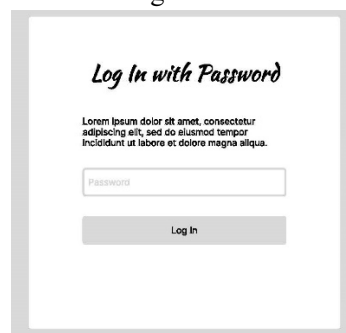 Log In with Password
Lorem ipsum dolor sit amet, consectetur
adipiscing elit, sed do eiusmod tempor
incididunt ut labore et dolore magna aliqua.
Password
Log In